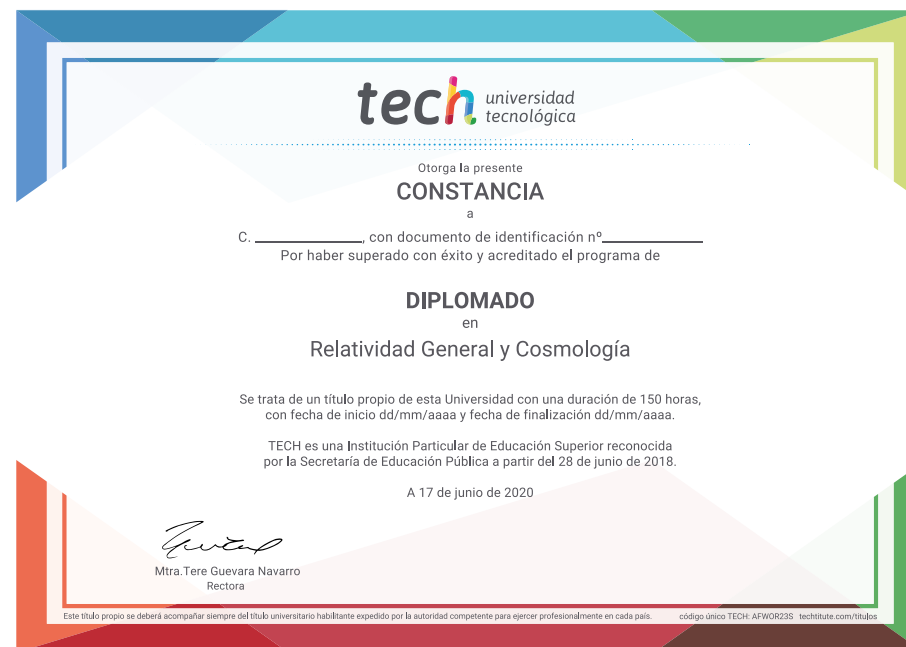 tech universidad
tecnológica
Otorga la presente
CONSTANCIA
a
C. ____________, con documento de identificación nº____________
Por haber superado con éxito y acreditado el programa de
DIPLOMADO
en
Relatividad General y Cosmología
Se trata de un título propio de esta Universidad con una duración de 150 horas,
con fecha de inicio dd/mm/aaaa y fecha de finalización dd/mm/aaaa.
TECH es una Institución Particular de Educación Superior reconocida
por la Secretaría de Educación Pública a partir del 28 de junio de 2018.
A 17 de junio de 2020
Mtra.Tere Guevara Navarro
Rectora
Este título propio se deberá acompañar siempre del título universitario habilitante expedido por la autoridad competente para ejercer profesionalmente en cada país. código único TECH: AFWOR23S techtitute.com/titulos